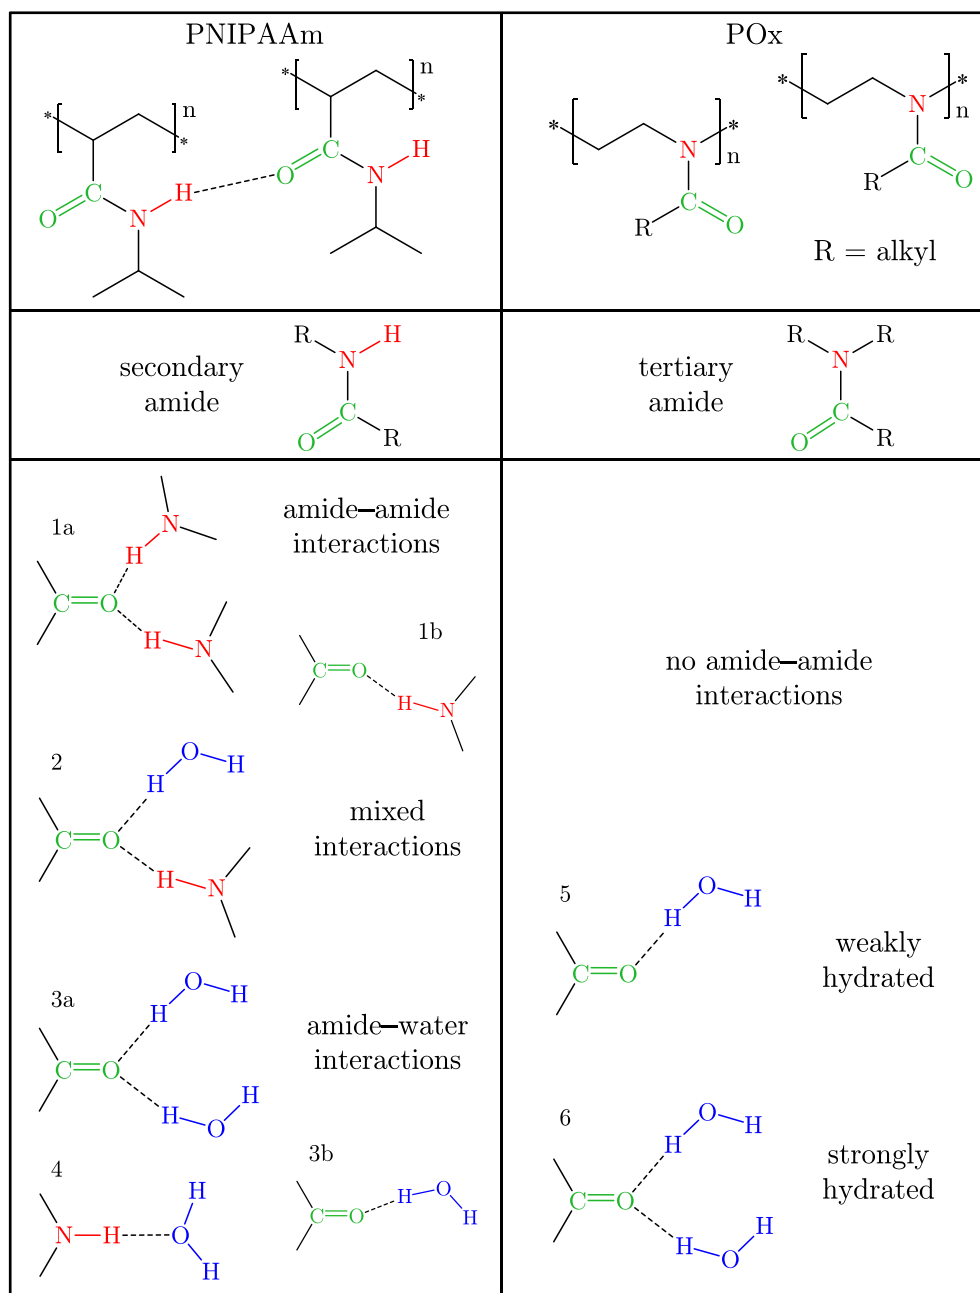 PNIPAAm
POx
* n *
* n *
* n *
* n *
C O N H
C O N H
N C O R
N C O R
R = alkyl
secondary
amide
R N H
C
O R
tertiary
amide
R N R
C
O R
1a
amide–amide
interactions
H N
C O
H N
1b
C O
H N
no amide–amide
interactions
2
O H
H
C O
H N
mixed
interactions
5
O H
H
C O
weakly
hydrated
3a
O H
H
C O
H O H
amide–water
interactions
6
O H
H
C O
H O H
strongly
hydrated
4
N H O H
H
3b
C O H O
H